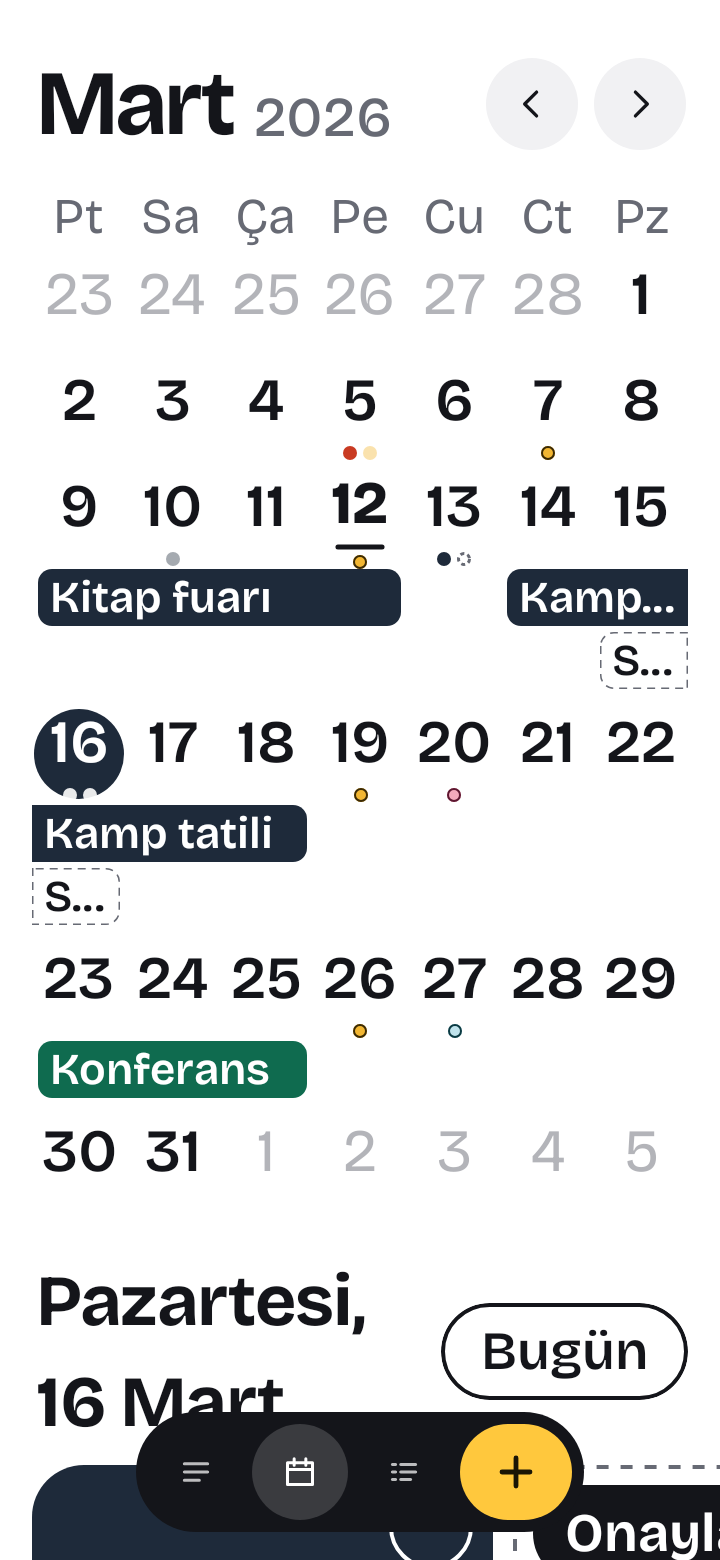 Mart 2026
Pt Sa Ça Pe Cu Ct Pz
23 24 25 26 27 28 1
2 3 4 5 6 7 8
9 10 11 12 13 14 15
Kitap fuarı Kamp...
S...
16 17 18 19 20 21 22
Kamp tatili
S...
23 24 25 26 27 28 29
Konferans
30 31 1 2 3 4 5
Pazartesi,
16 Mart
Bugün